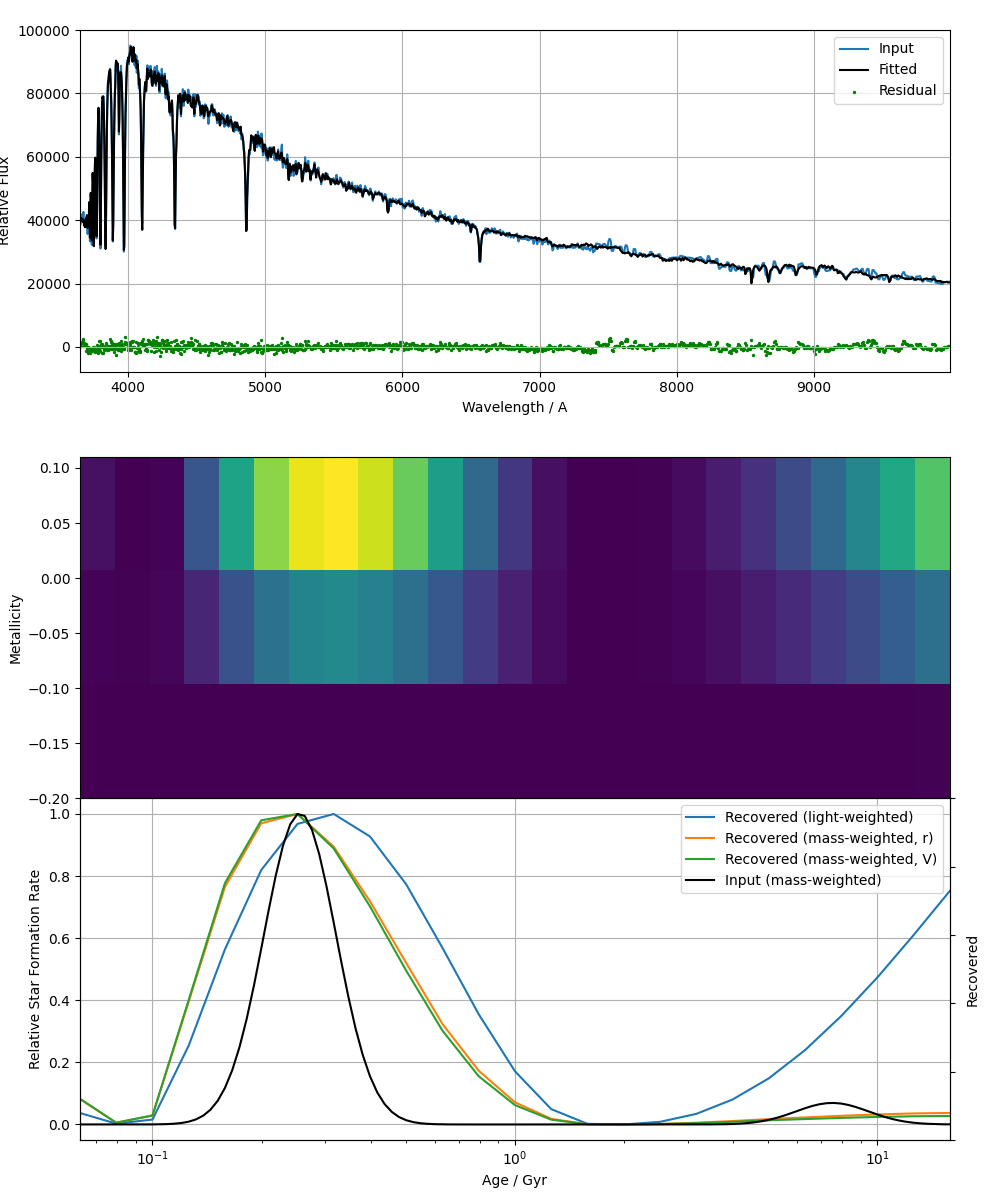 100000
80000
60000
40000
20000
0
Relative Flux
Input
Fitted
Residual
4000
5000
6000
7000
8000
9000
Wavelength / A
0.10
0.05
0.00
−0.05
−0.10
−0.15
−0.20
Metallicity
1.0
0.8
0.6
0.4
0.2
0.0
Relative Star Formation Rate
Recovered (light-weighted)
Recovered (mass-weighted, r)
Recovered (mass-weighted, V)
Input (mass-weighted)
Recovered
10⁻¹
10⁰
10¹
Age / Gyr